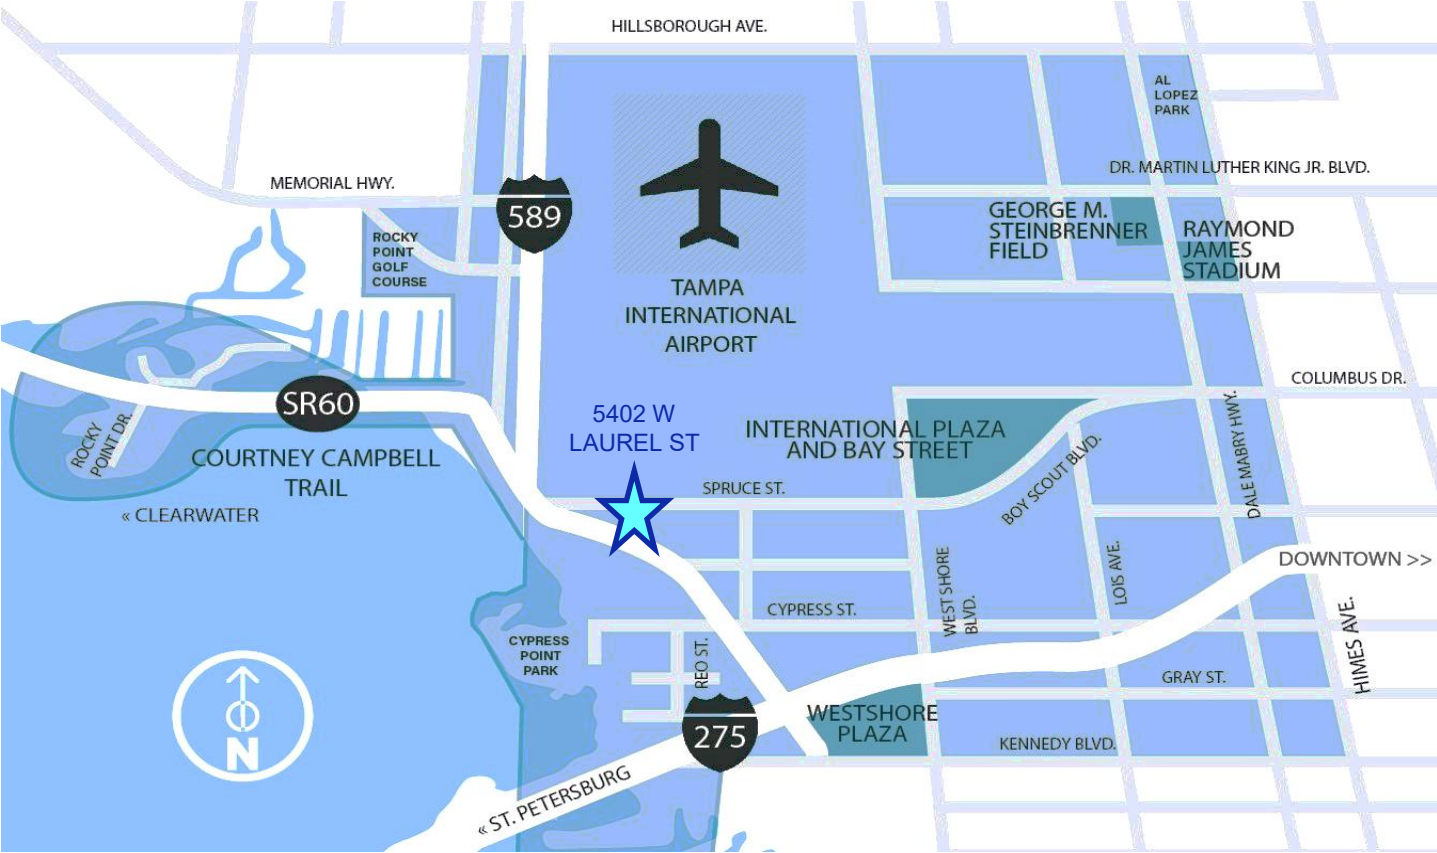 HILLSBOROUGH AVE.
AL
LOPEZ
PARK
DR. MARTIN LUTHER KING JR. BLVD.
MEMORIAL HWY.
589
GEORGE M.
STEINBRENNER
FIELD
RAYMOND
JAMES
STADIUM
ROCKY
POINT
GOLF
COURSE
TAMPA
INTERNATIONAL
AIRPORT
COLUMBUS DR.
SR60
5402 W
LAUREL ST
INTERNATIONAL PLAZA
AND BAY STREET
ROCKY
POINT DR.
COURTNEY CAMPBELL
TRAIL
« CLEARWATER
SPRUCE ST.
BOY SCOUT BLVD.
DALE MABRY HWY.
DOWNTOWN >>
WEST SHORE
BLVD.
LOIS AVE.
CYPRESS ST.
HIMES AVE.
CYPRESS
POINT
PARK
REO ST.
GRAY ST.
WESTSHORE
PLAZA
275
KENNEDY BLVD.
N
« ST. PETERSBURG